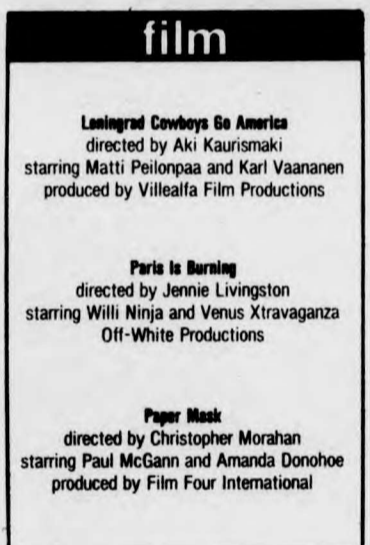 film
Leningrad Cowboys Go America
directed by Aki Kaurismaki
starring Matti Peilonpaa and Karl Vaananen
produced by Villealfa Film Productions
Paris Is Burning
directed by Jennie Livingston
starring Willi Ninja and Venus Xtravaganza
Off-White Productions
Paper Mask
directed by Christopher Morahan
starring Paul McGann and Amanda Donohoe
produced by Film Four International